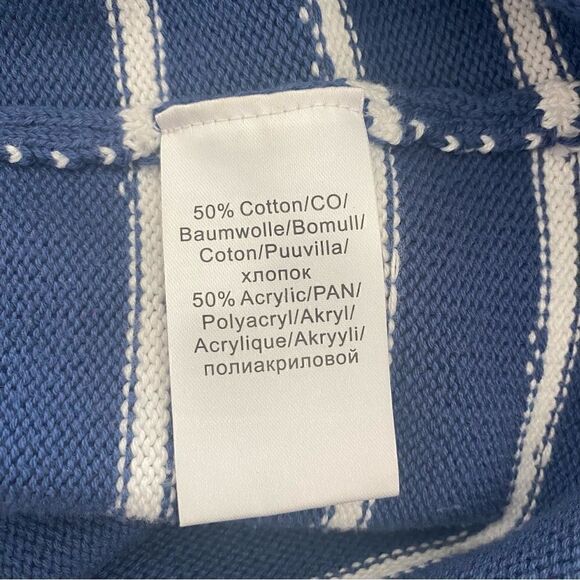 50% Cotton/CO/
Baumwolle/Bomull/
Coton/Puuvilla/
хлопок
50% Acrylic/PAN/
Polyacryl/Akryl/
Acrylique/Akryyli/
полиакриловой